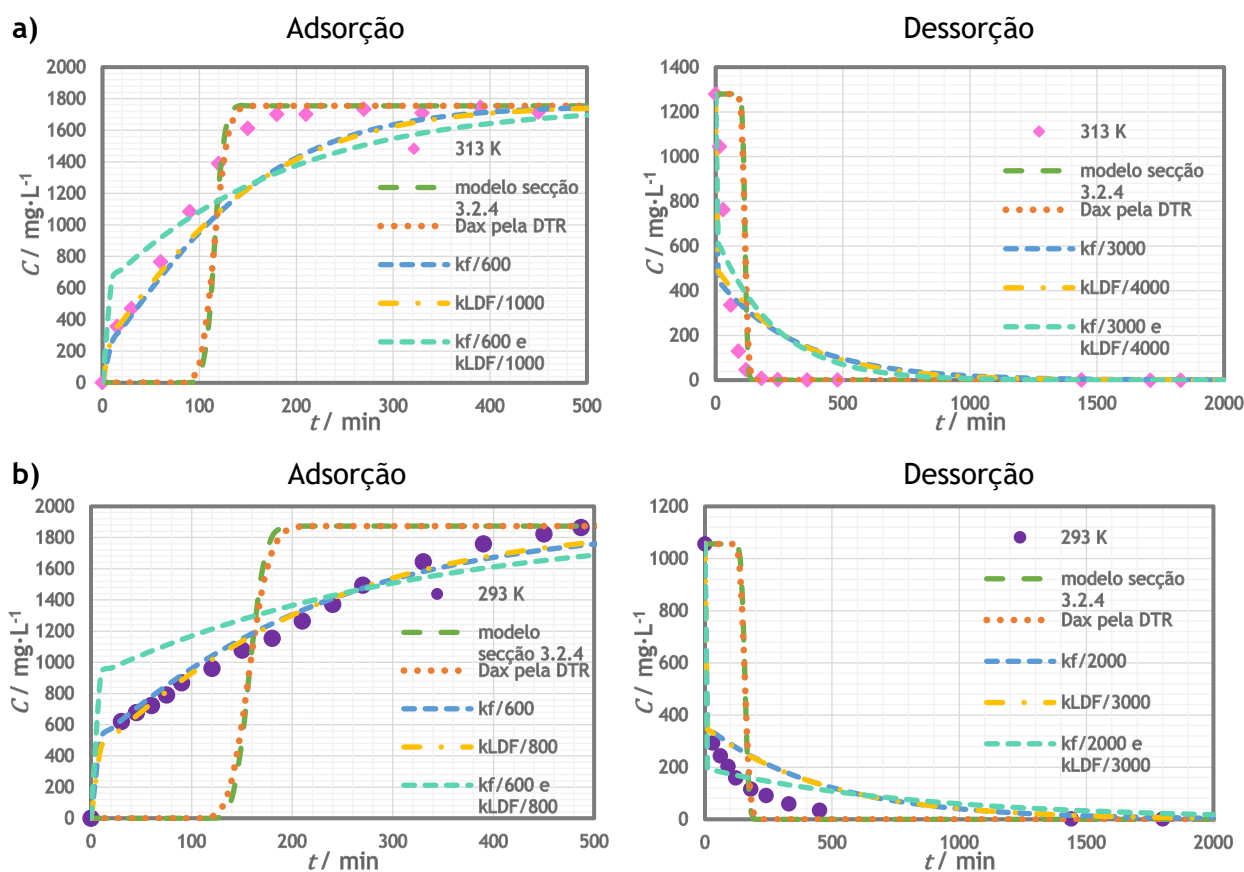 a)
Adsorção
Dessorção
2000
1800
1600
1400
1200
1000
800
600
400
200
0
C / mg·L⁻¹
0
100
200
300
400
500
t / min
313 K
modelo secção
3.2.4
Dax pela DTR
kf/600
kLDF/1000
kf/600 e
kLDF/1000
1400
1200
1000
800
600
400
200
0
C / mg·L⁻¹
0
500
1000
1500
2000
t / min
313 K
modelo secção
3.2.4
Dax pela DTR
kf/3000
kLDF/4000
kf/3000 e
kLDF/4000
b)
Adsorção
Dessorção
2000
1800
1600
1400
1200
1000
800
600
400
200
0
C / mg·L⁻¹
0
100
200
300
400
500
t / min
293 K
modelo
secção 3.2.4
Dax pela DTR
kf/600
kLDF/800
kf/600 e
kLDF/800
1200
1000
800
600
400
200
0
C / mg·L⁻¹
0
500
1000
1500
2000
t / min
293 K
modelo secção
3.2.4
Dax pela DTR
kf/2000
kLDF/3000
kf/2000 e
kLDF/3000